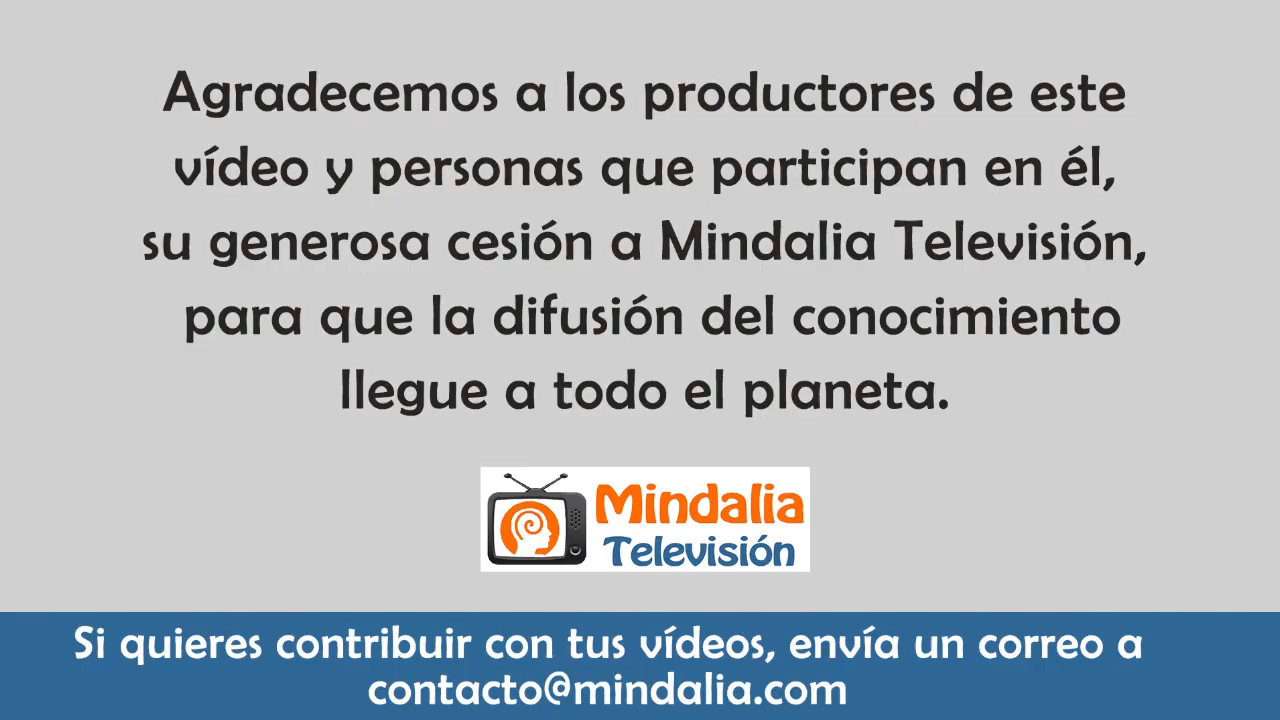 Agradecemos a los productores de este
vídeo y personas que participan en él,
su generosa cesión a Mindalia Televisión,
para que la difusión del conocimiento
llegue a todo el planeta.
Mindalia
Televisión
Si quieres contribuir con tus vídeos, envía un correo a
contacto@mindalia.com